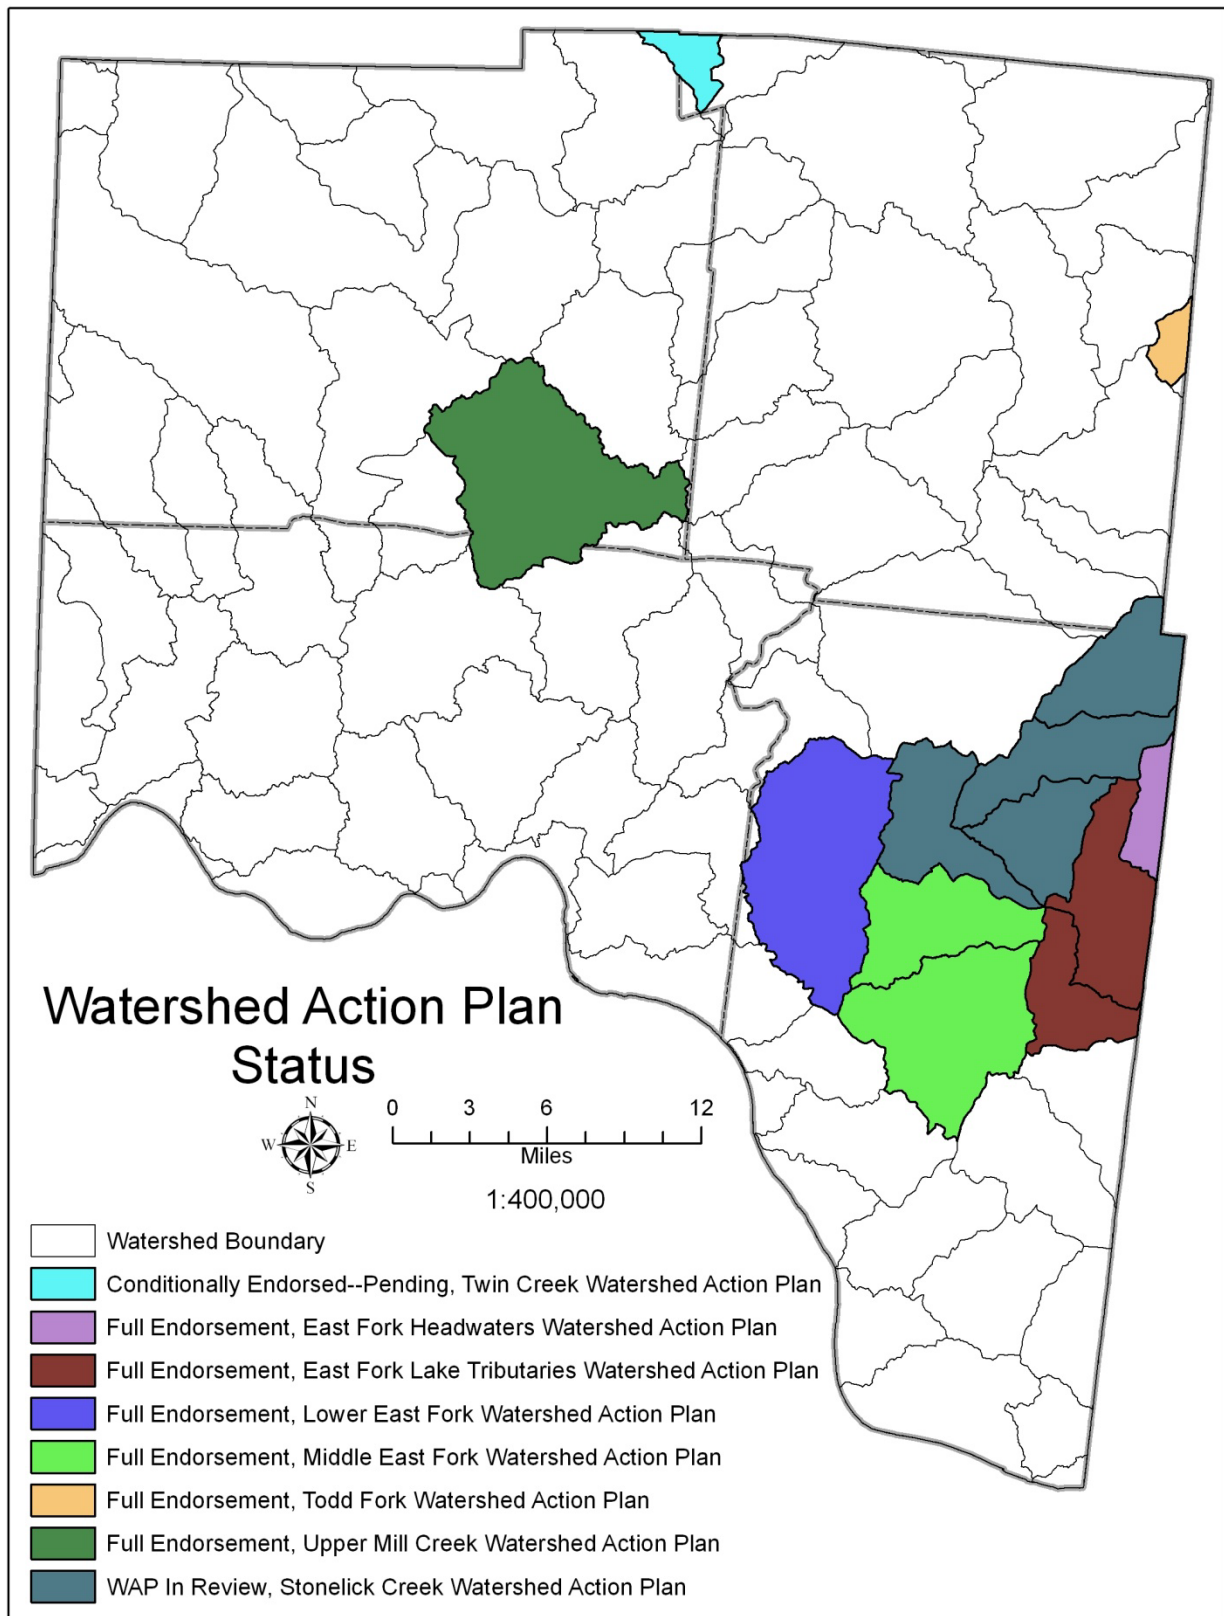 Watershed Action Plan
Status
N
W E
S
0 3 6 12
Miles
1:400,000
Watershed Boundary
Conditionally Endorsed--Pending, Twin Creek Watershed Action Plan
Full Endorsement, East Fork Headwaters Watershed Action Plan
Full Endorsement, East Fork Lake Tributaries Watershed Action Plan
Full Endorsement, Lower East Fork Watershed Action Plan
Full Endorsement, Middle East Fork Watershed Action Plan
Full Endorsement, Todd Fork Watershed Action Plan
Full Endorsement, Upper Mill Creek Watershed Action Plan
WAP In Review, Stonelick Creek Watershed Action Plan